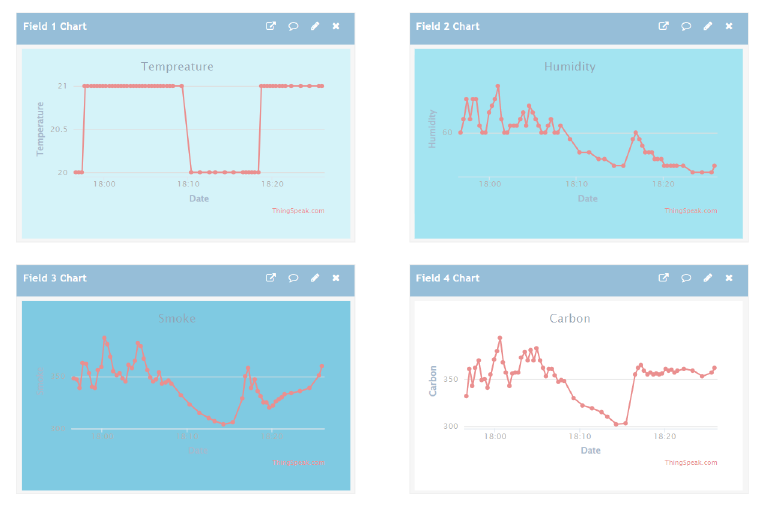 Field 1 Chart
Tempreature
Temperature
21
20.5
20
18:00 18:10 18:20
Date
ThingSpeak.com
Field 2 Chart
Humidity
Humidity
60
18:00 18:10 18:20
Date
ThingSpeak.com
Field 3 Chart
Smoke
ThingSpeak.com
Field 4 Chart
Carbon
Carbon
350
300
18:00 18:10 18:20
Date
ThingSpeak.com